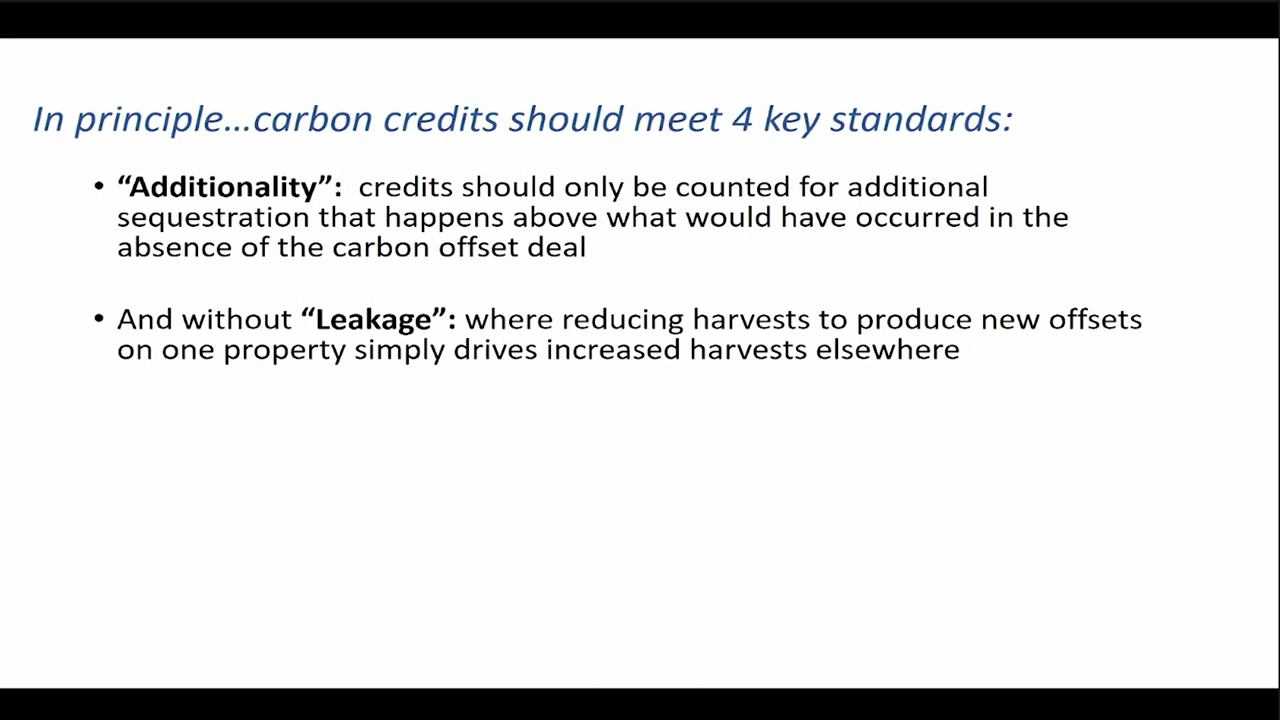 In principle...carbon credits should meet 4 key standards:
• “Additionality”: credits should only be counted for additional
sequestration that happens above what would have occurred in the
absence of the carbon offset deal
• And without “Leakage”: where reducing harvests to produce new offsets
on one property simply drives increased harvests elsewhere